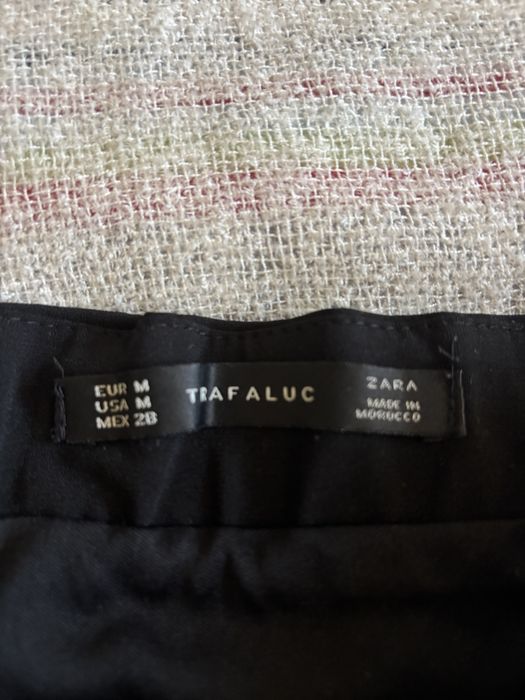 EUR M
USA M
MEX 28
TRAFALUC
ZARA
MADE IN
MOROCCO